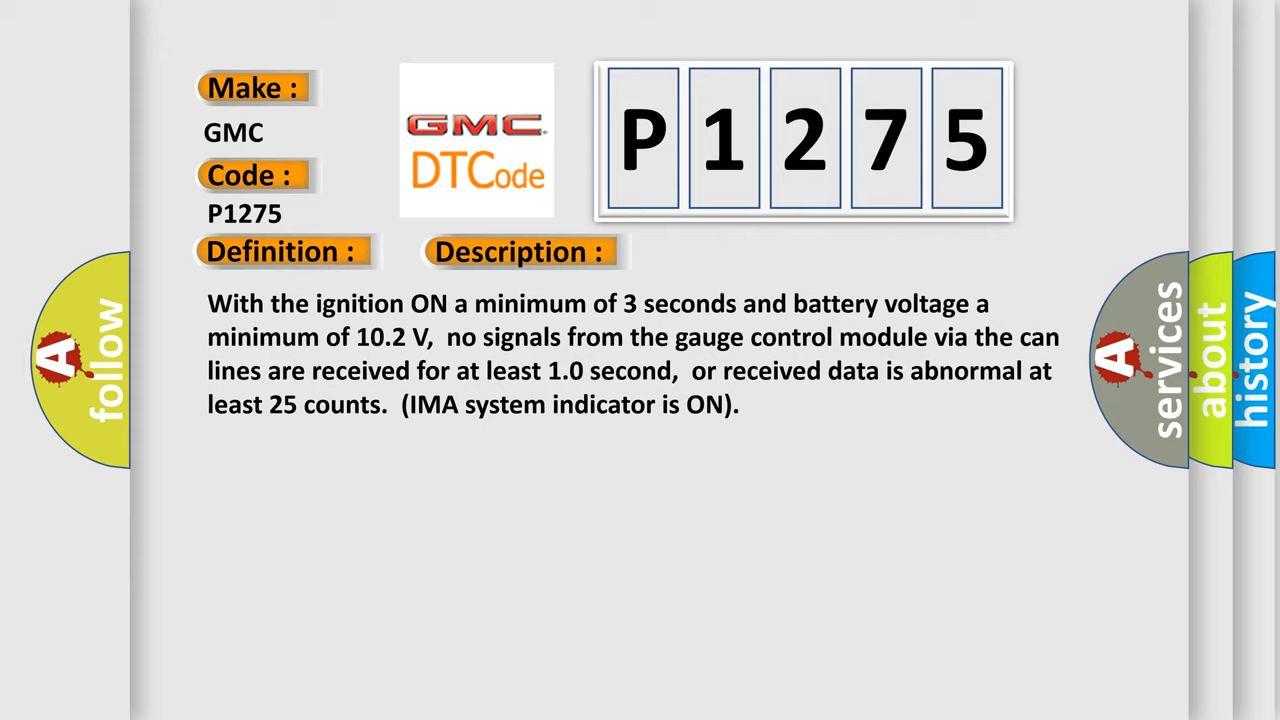 Make :
GMC
Code :
P1275
Definition :
Description :
GMC
DTCode
P 1 2 7 5
With the ignition ON a minimum of 3 seconds and battery voltage a
minimum of 10.2 V,  no signals from the gauge control module via the can
lines are received for at least 1.0 second,  or received data is abnormal at
least 25 counts.  (IMA system indicator is ON).
A
follow
A
services
about
history